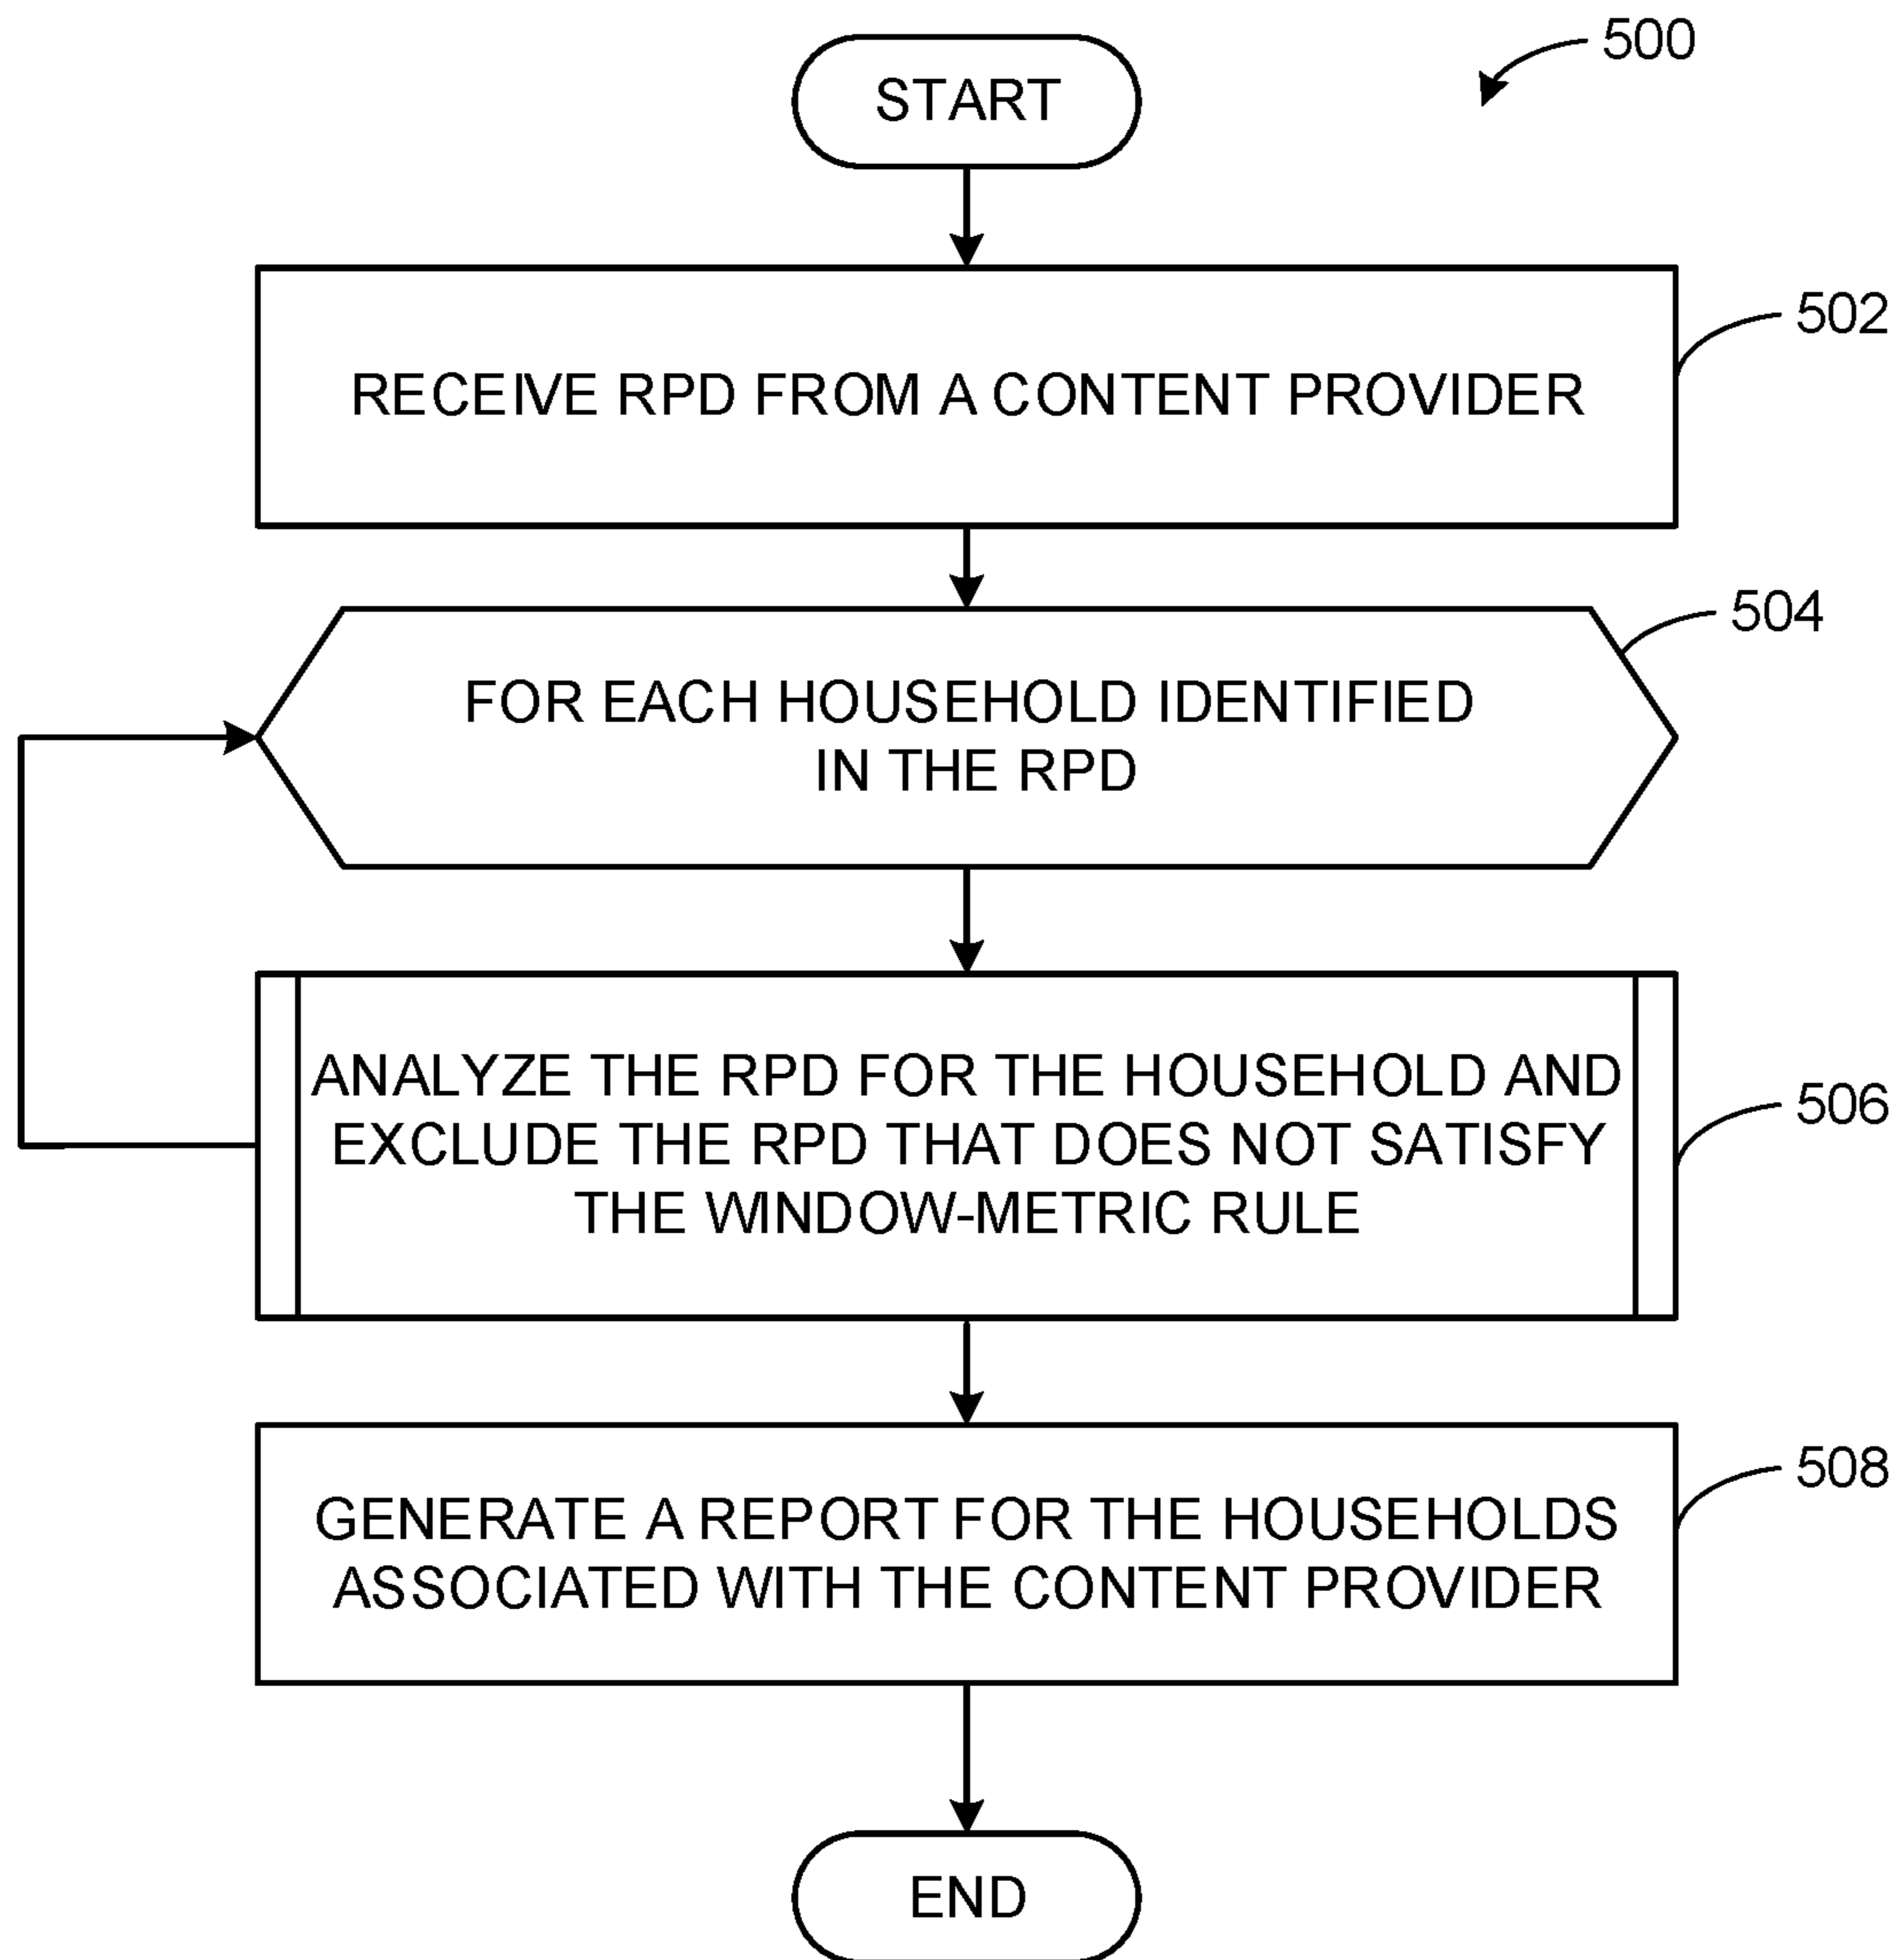 500
START
502
RECEIVE RPD FROM A CONTENT PROVIDER
504
FOR EACH HOUSEHOLD IDENTIFIED
IN THE RPD
ANALYZE THE RPD FOR THE HOUSEHOLD AND
EXCLUDE THE RPD THAT DOES NOT SATISFY
THE WINDOW-METRIC RULE
506
508
GENERATE A REPORT FOR THE HOUSEHOLDS
ASSOCIATED WITH THE CONTENT PROVIDER
END